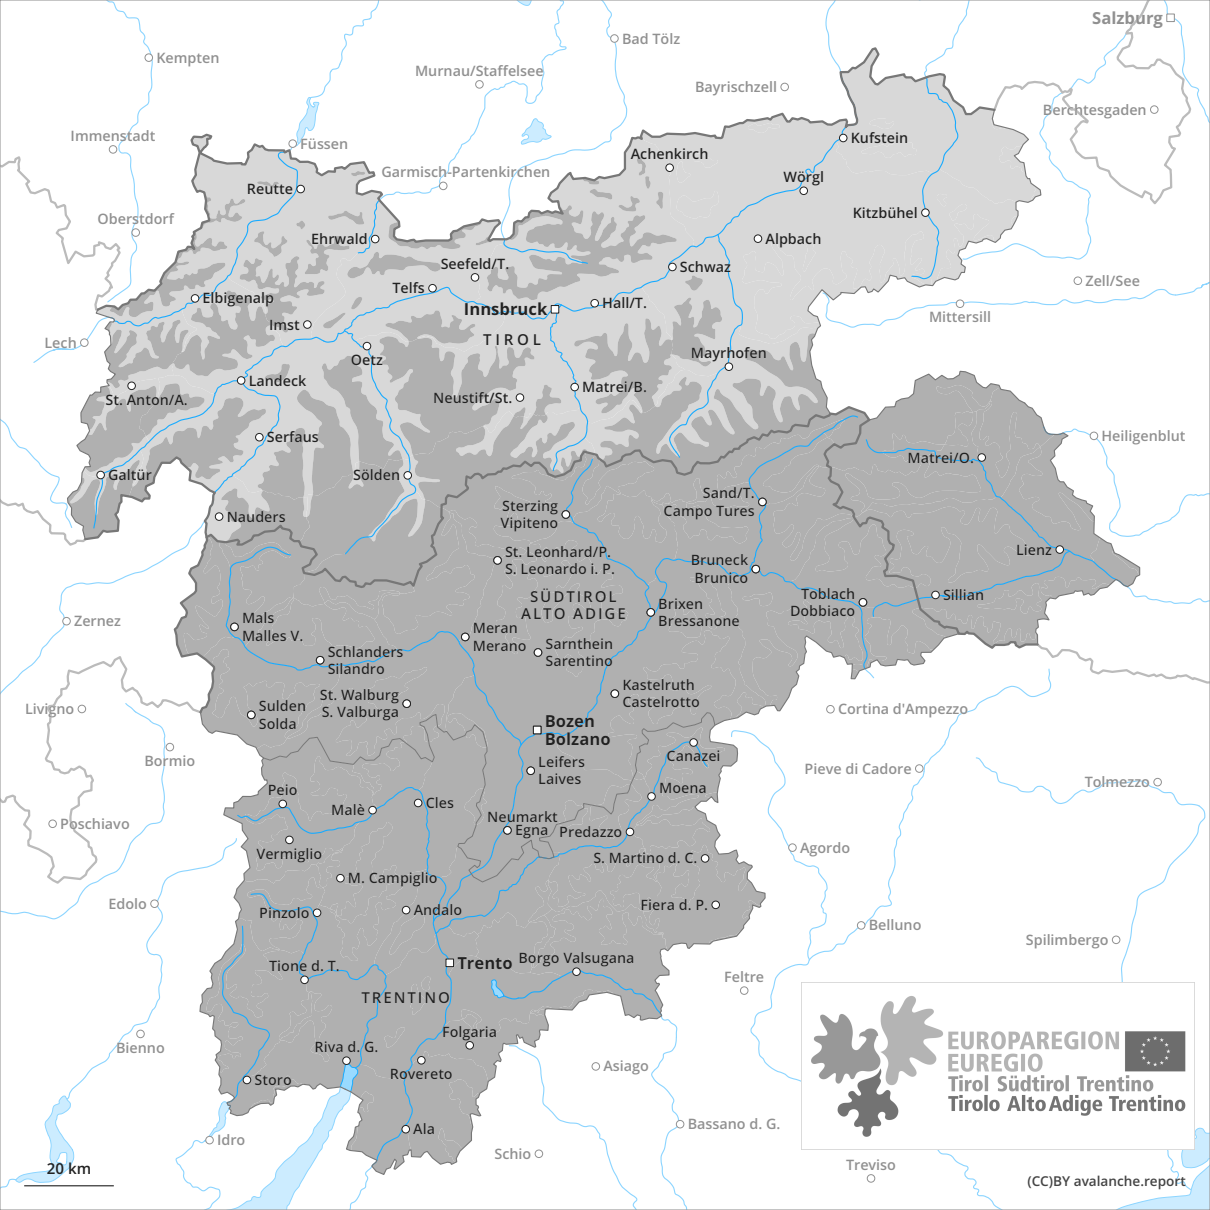 Salzburg
Bad Tölz
Kempten
Murnau/Staffelsee
Bayrischzell
Berchtesgaden
Immenstadt
Füssen
Kufstein
Achenkirch
Garmisch-Partenkirchen
Wörgl
Reutte
Oberstdorf
Kitzbühel
Ehrwald
Alpbach
Seefeld/T.
Schwaz
Zell/See
Telfs
Elbigenalp
Hall/T.
Innsbruck
Mittersill
Imst
TIROL
Lech
Mayrhofen
Oetz
Landeck
Matrei/B.
St. Anton/A.
Neustift/St.
Serfaus
Heiligenblut
Matrei/O.
Galtür
Sölden
Sand/T.
Campo Tures
Sterzing
Vipiteno
Nauders
Lienz
St. Leonhard/P.
S. Leonardo i. P.
Bruneck
Brunico
SÜDTIROL
ALTO ADIGE
Toblach
Dobbiaco
Sillian
Brixen
Bressanone
Mals
Malles V.
Zernez
Meran
Merano
Sarnthein
Sarentino
Schlanders
Silandro
Kastelruth
Castelrotto
St. Walburg
S. Valburga
Sulden
Solda
Livigno
Cortina d'Ampezzo
Bozen
Bolzano
Bormio
Canazei
Leifers
Laives
Pieve di Cadore
Tolmezzo
Peio
Moena
Malè
Cles
Neumarkt
Egna
Predazzo
Poschiavo
Vermiglio
Agordo
S. Martino d. C.
M. Campiglio
Edolo
Fiera d. P.
Pinzolo
Andalo
Belluno
Spilimbergo
Trento
Borgo Valsugana
Tione d. T.
Feltre
TRENTINO
Folgaria
Bienno
Riva d. G.
EUROPAREGION
EUREGIO
Tirol Südtirol Trentino
Tirolo Alto Adige Trentino
Asiago
Rovereto
Storo
Bassano d. G.
Ala
Idro
Schio
Treviso
20 km
(CC)BY avalanche.report